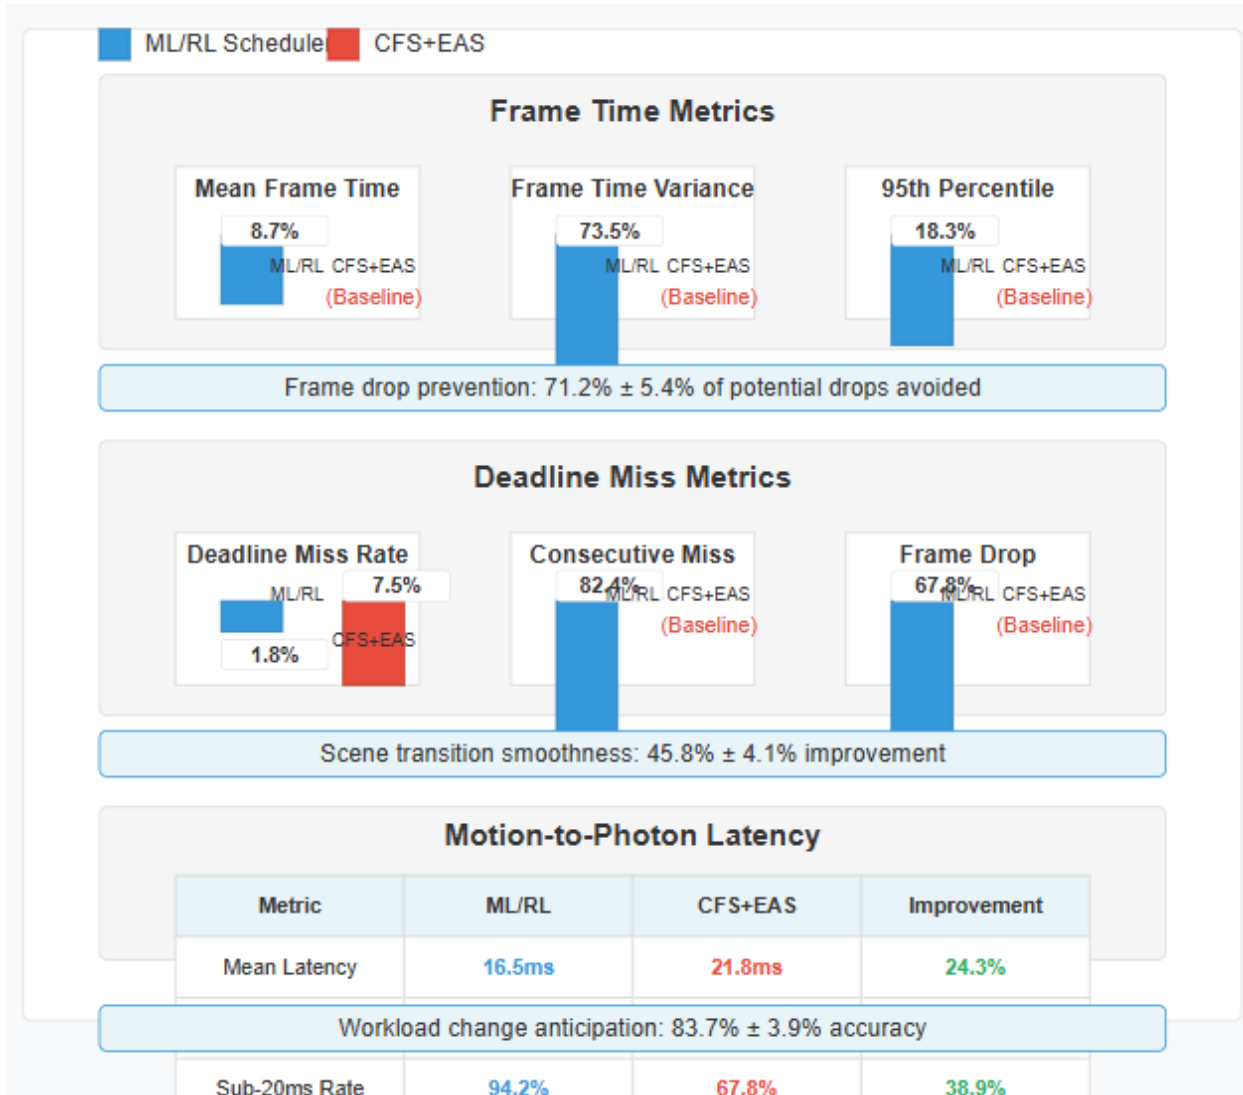 ML/RL Scheduler CFS+EAS
Frame Time Metrics
Mean Frame Time
8.7%
ML/RL CFS+EAS
(Baseline)
Frame Time Variance
73.5%
ML/RL CFS+EAS
(Baseline)
95th Percentile
18.3%
ML/RL CFS+EAS
(Baseline)
Frame drop prevention: 71.2% ± 5.4% of potential drops avoided
Deadline Miss Metrics
Deadline Miss Rate
ML/RL 7.5%
CFS+EAS
1.8%
Consecutive Miss
82.4%
ML/RL CFS+EAS
(Baseline)
Frame Drop
67.8%
ML/RL CFS+EAS
(Baseline)
Scene transition smoothness: 45.8% ± 4.1% improvement
Motion-to-Photon Latency
Metric ML/RL CFS+EAS Improvement
Mean Latency 16.5ms 21.8ms 24.3%
Workload change anticipation: 83.7% ± 3.9% accuracy
Sub-20ms Rate 94.2% 67.8% 38.9%